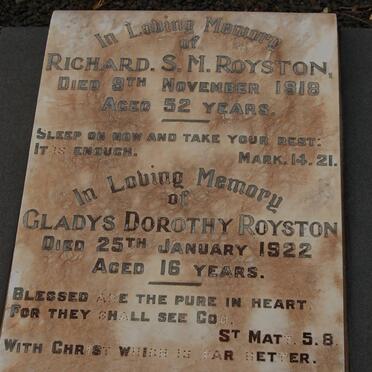 In Loving Memory
of
RICHARD. S. M. ROYSTON,
DIED 8TH NOVEMBER 1918
AGED 52 YEARS.
SLEEP ON NOW AND TAKE YOUR REST:
IT IS ENOUGH. MARK. 14. 21.
In Loving Memory
of
GLADYS DOROTHY ROYSTON
DIED 25TH JANUARY 1922
AGED 16 YEARS.
BLESSED ARE THE PURE IN HEART
FOR THEY SHALL SEE GOD.
ST MATT. 5. 8.
WITH CHRIST WHICH IS FAR BETTER.